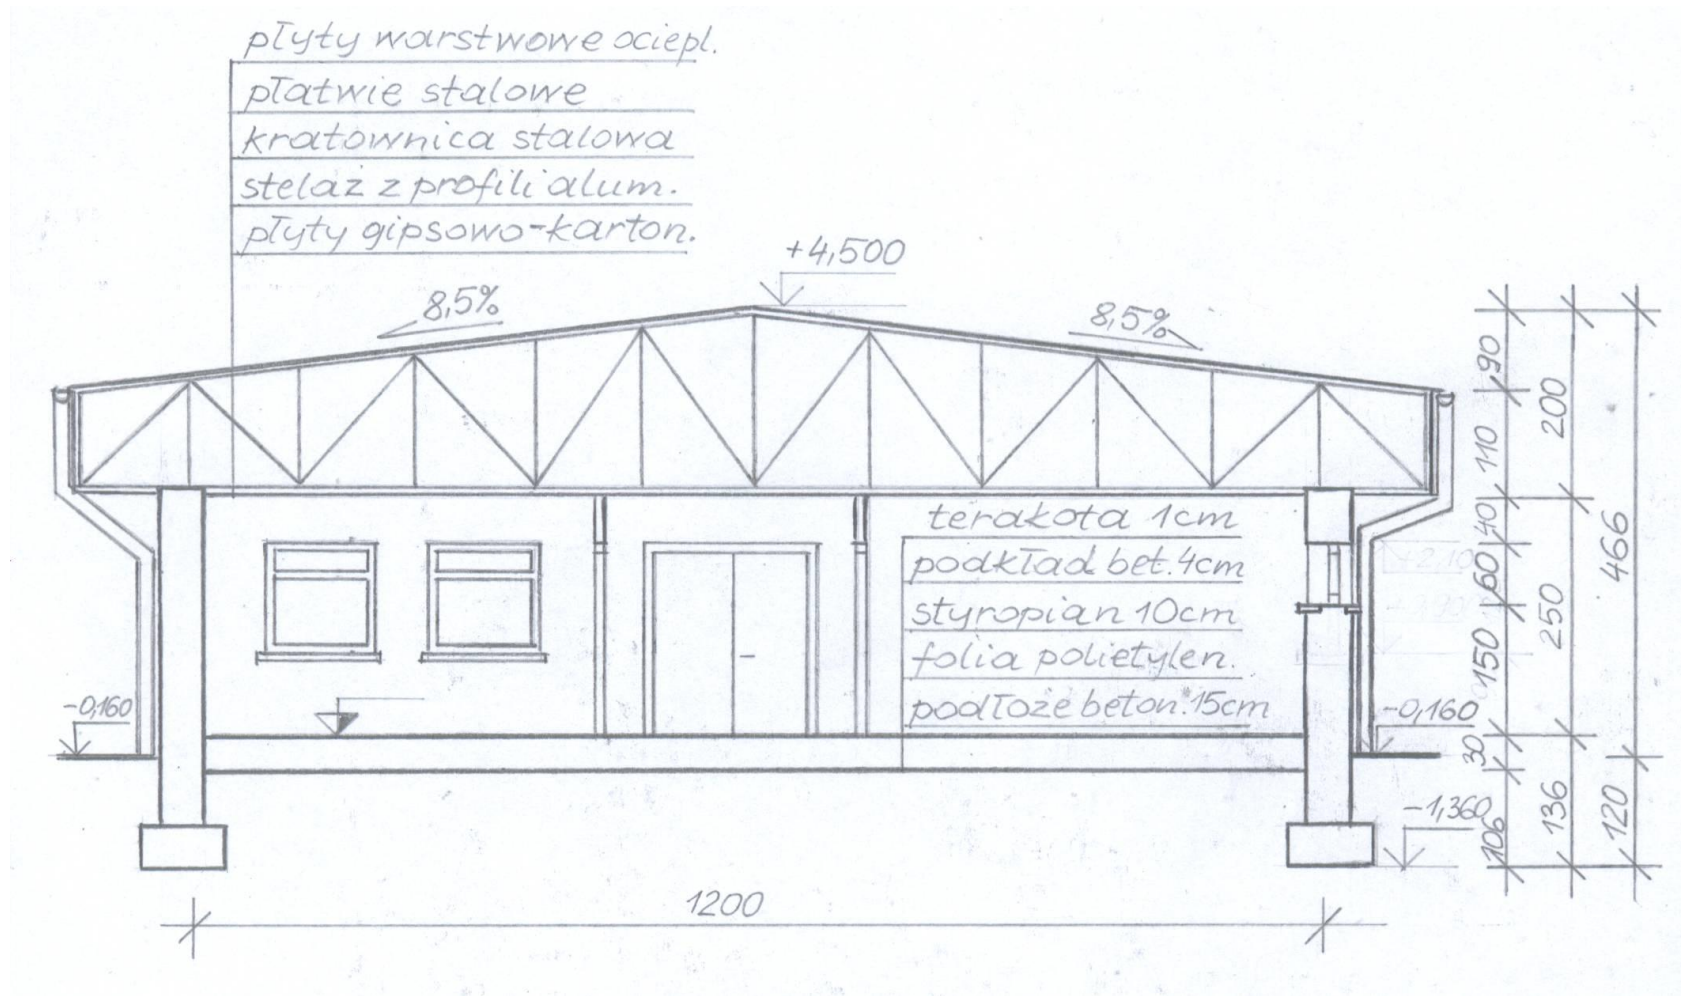 płyty warstwowe ociepl.
płatwie stalowe
kratownica stalowa
stelaż z profili alum.
płyty gipsowo-karton.
+4,500
8,5%
8,5%
90
200
110
40
466
60
250
150
terakota 1cm
podkład bet. 4cm
styropian 10cm
folia polietylen.
podłoże beton. 15cm
-0,160
-0,160
30
136
120
-1,360
106
1200